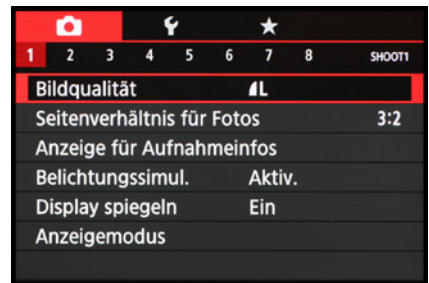 1 2 3 4 5 6 7 8 SHOOT1
Bildqualität L
Seitenverhältnis für Fotos 3:2
Anzeige für Aufnahmeinfos
Belichtungssimul. Aktiv.
Display spiegeln Ein
Anzeigemodus